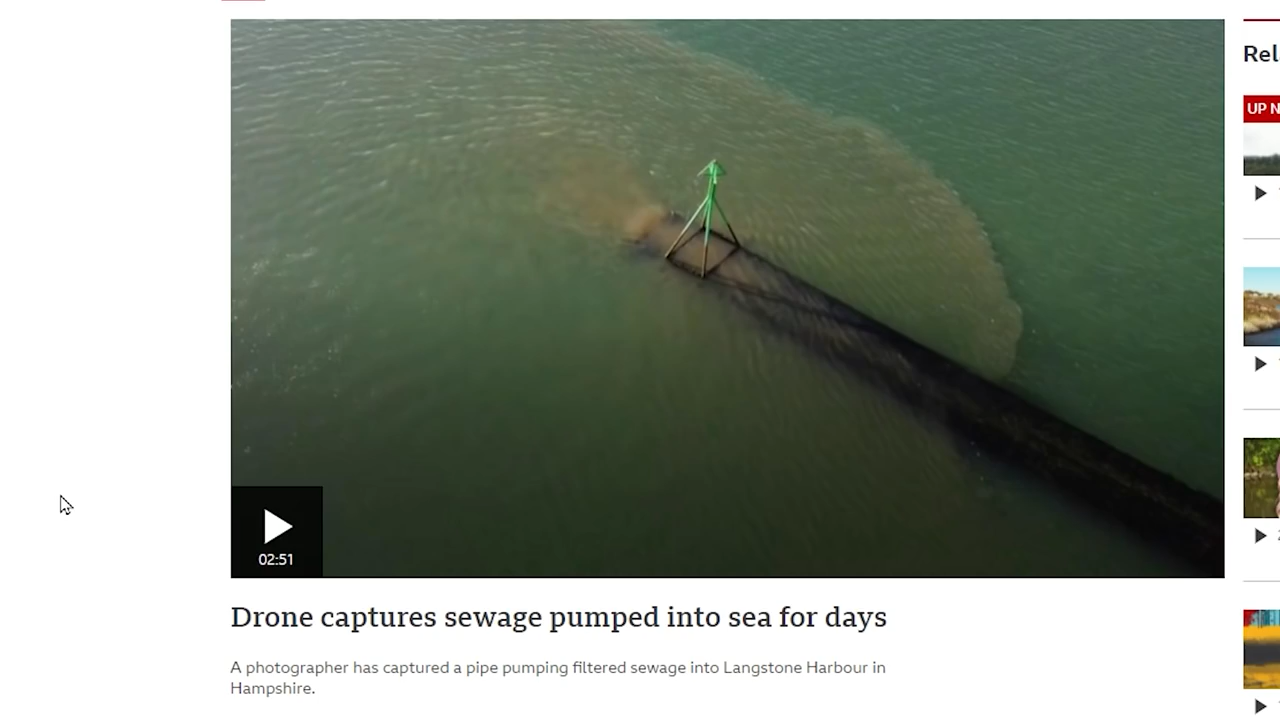 Rel
UP N
02:51
Drone captures sewage pumped into sea for days
A photographer has captured a pipe pumping filtered sewage into Langstone Harbour in
Hampshire.